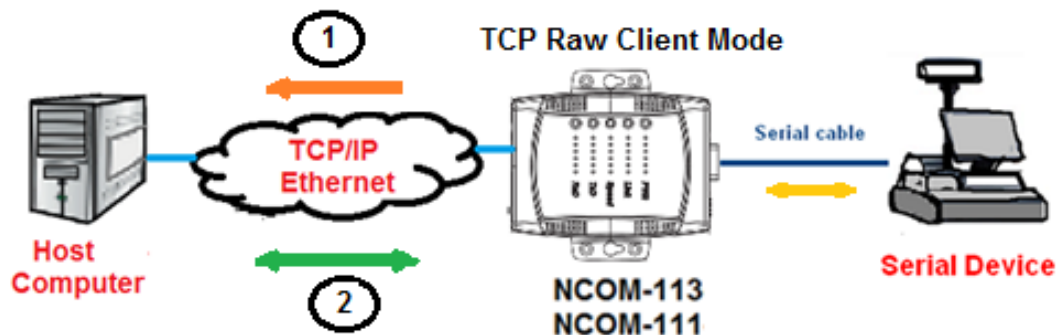 1
TCP Raw Client Mode
TCP/IP
Ethernet
Serial cable
Host
Computer
2
NCOM-113
NCOM-111
Serial Device